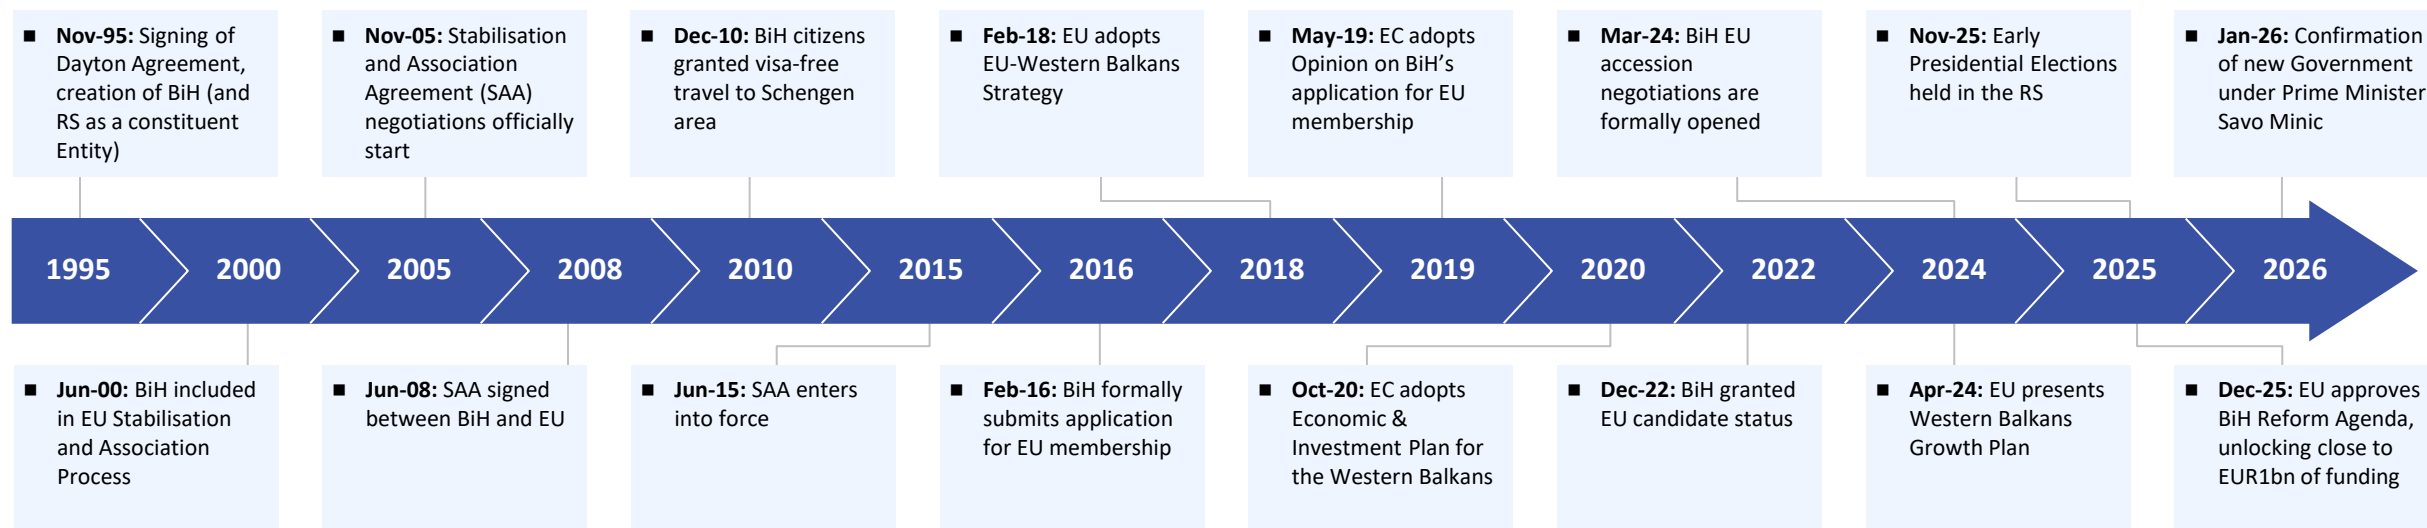 ■ Nov-95: Signing of
Dayton Agreement,
creation of BiH (and
RS as a constituent
Entity)
■ Nov-05: Stabilisation
and Association
Agreement (SAA)
negotiations officially
start
■ Dec-10: BiH citizens
granted visa-free
travel to Schengen
area
■ Feb-18: EU adopts
EU-Western Balkans
Strategy
■ May-19: EC adopts
Opinion on BiH’s
application for EU
membership
■ Mar-24: BiH EU
accession
negotiations are
formally opened
■ Nov-25: Early
Presidential Elections
held in the RS
■ Jan-26: Confirmation
of new Government
under Prime Minister
Savo Minic
1995 2000 2005 2008 2010 2015 2016 2018 2019 2020 2022 2024 2025 2026
■ Jun-00: BiH included
in EU Stabilisation
and Association
Process
■ Jun-08: SAA signed
between BiH and EU
■ Jun-15: SAA enters
into force
■ Feb-16: BiH formally
submits application
for EU membership
■ Oct-20: EC adopts
Economic &
Investment Plan for
the Western Balkans
■ Dec-22: BiH granted
EU candidate status
■ Apr-24: EU presents
Western Balkans
Growth Plan
■ Dec-25: EU approves
BiH Reform Agenda,
unlocking close to
EUR1bn of funding